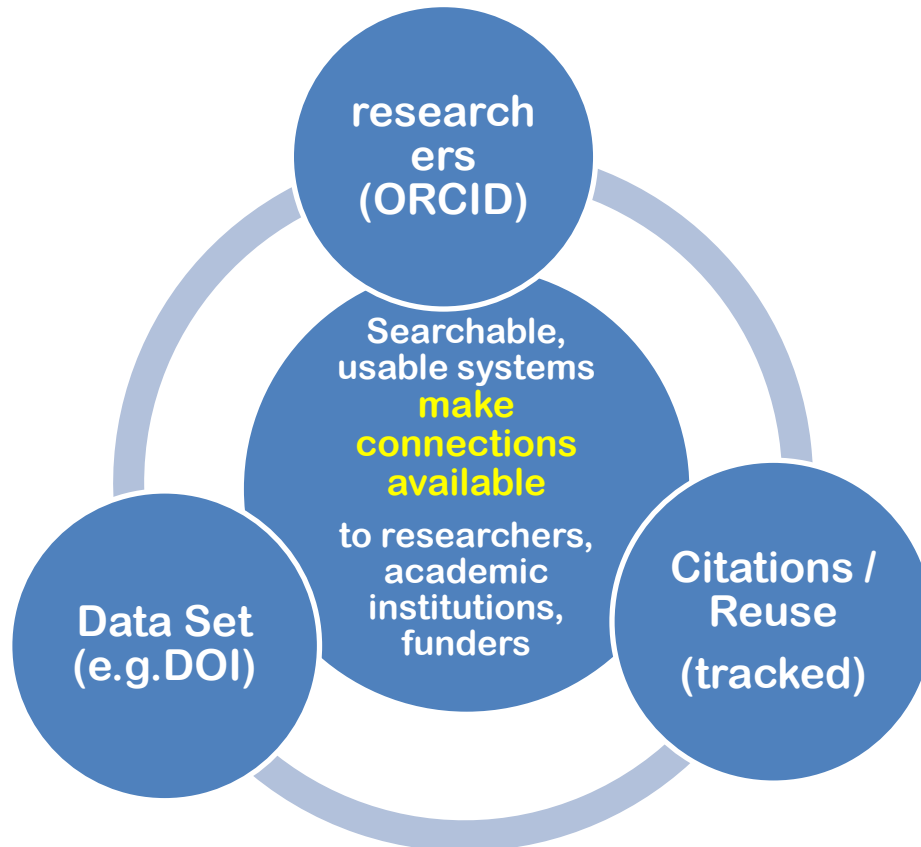 research
ers
(ORCID)
Searchable,
usable systems
make
connections
available
to researchers,
academic
institutions,
funders
Data Set
(e.g.DOI)
Citations /
Reuse
(tracked)